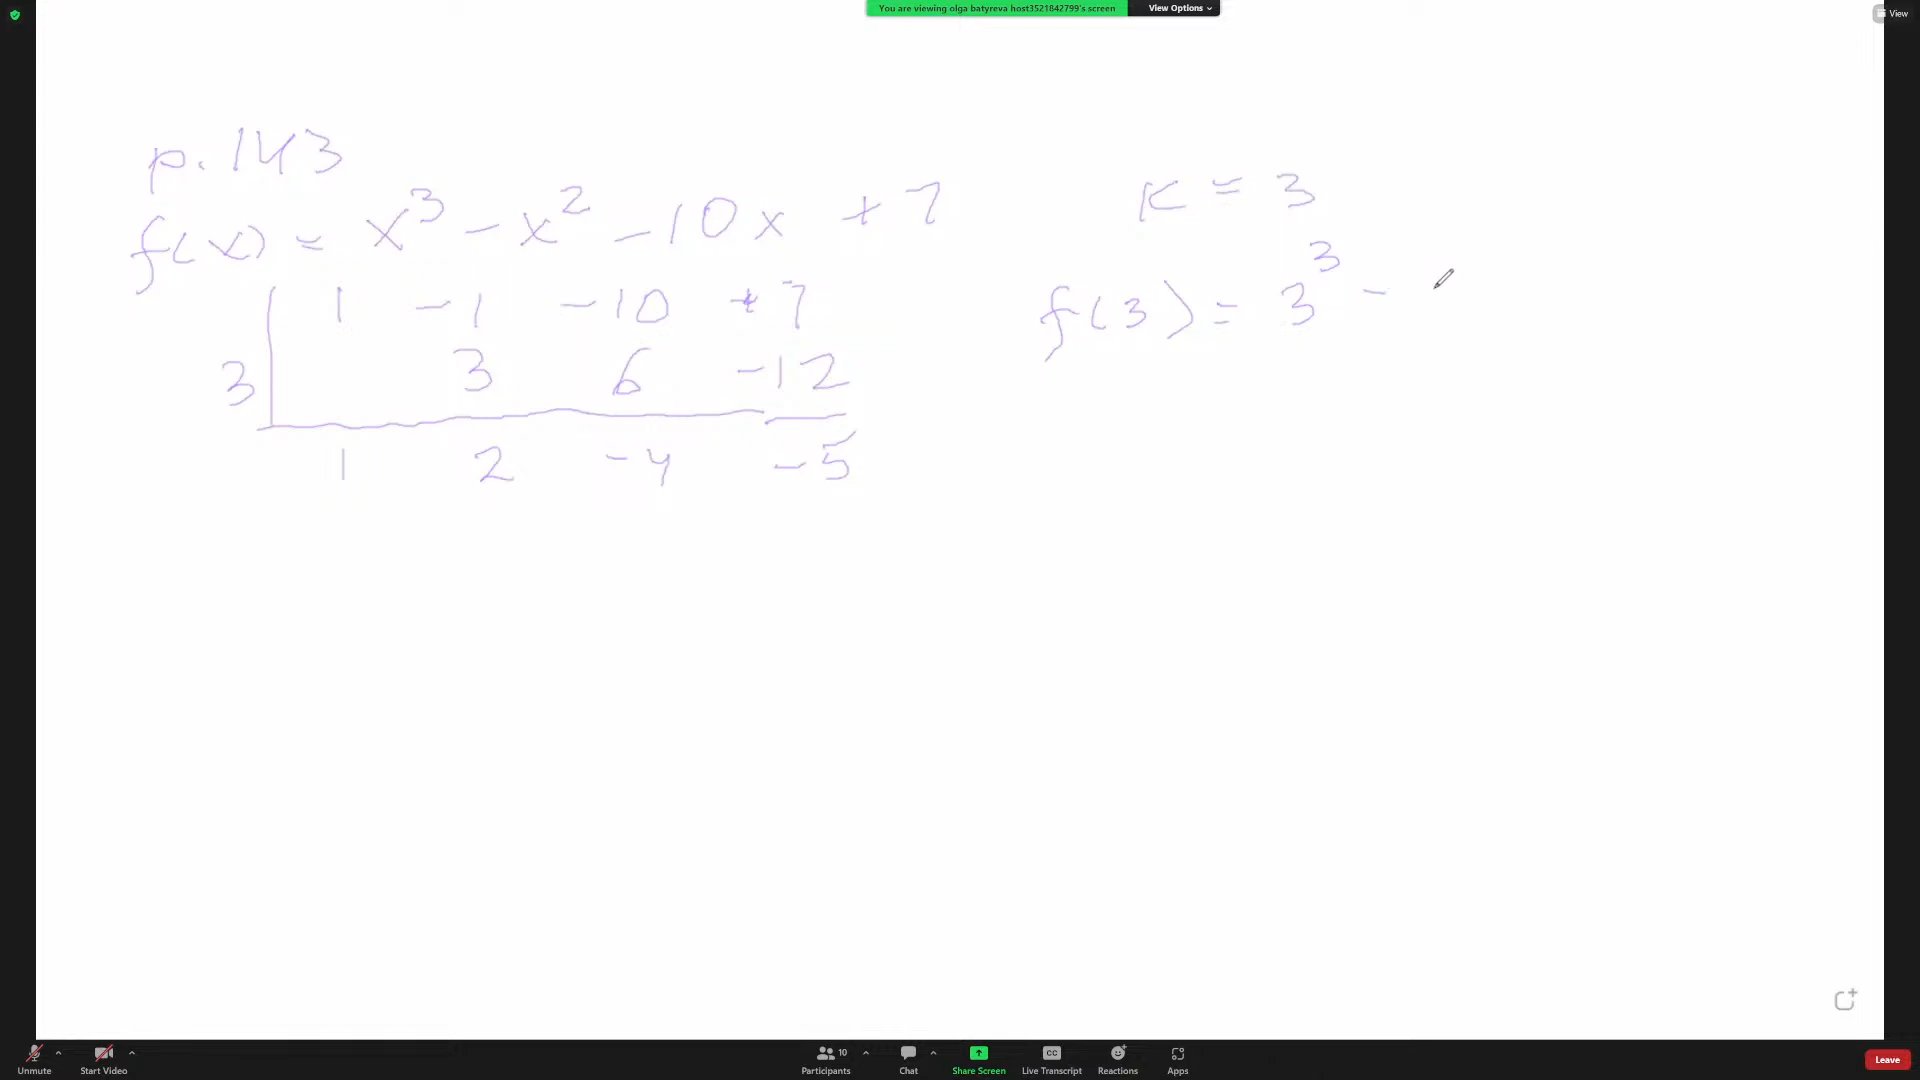 You are viewing olga batyreva host3521842799's screen
View Options
View
p. 143
f(x) = x³ - x² - 10x + 7
1 -1 -10 +7
3 3 6 -12
1 2 -4 -5
K = 3
f(3) = 3³ -
Unmute
Start Video
Participants 10
Chat
Share Screen
CC
Live Transcript
Reactions
Apps
Leave